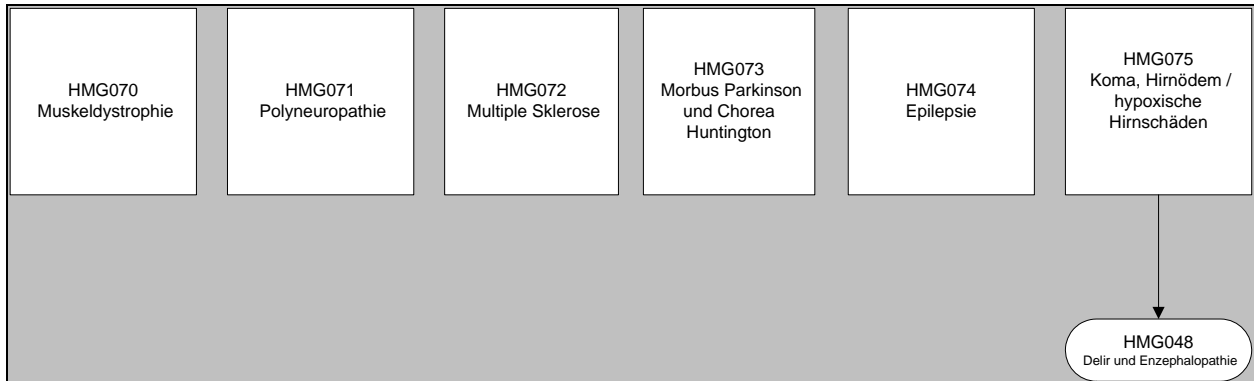 HMG070
Muskeldystrophie
HMG071
Polyneuropathie
HMG072
Multiple Sklerose
HMG073
Morbus Parkinson
und Chorea
Huntington
HMG074
Epilepsie
HMG075
Koma, Hirnödem /
hypoxische
Hirnschäden
HMG048
Delir und Enzephalopathie